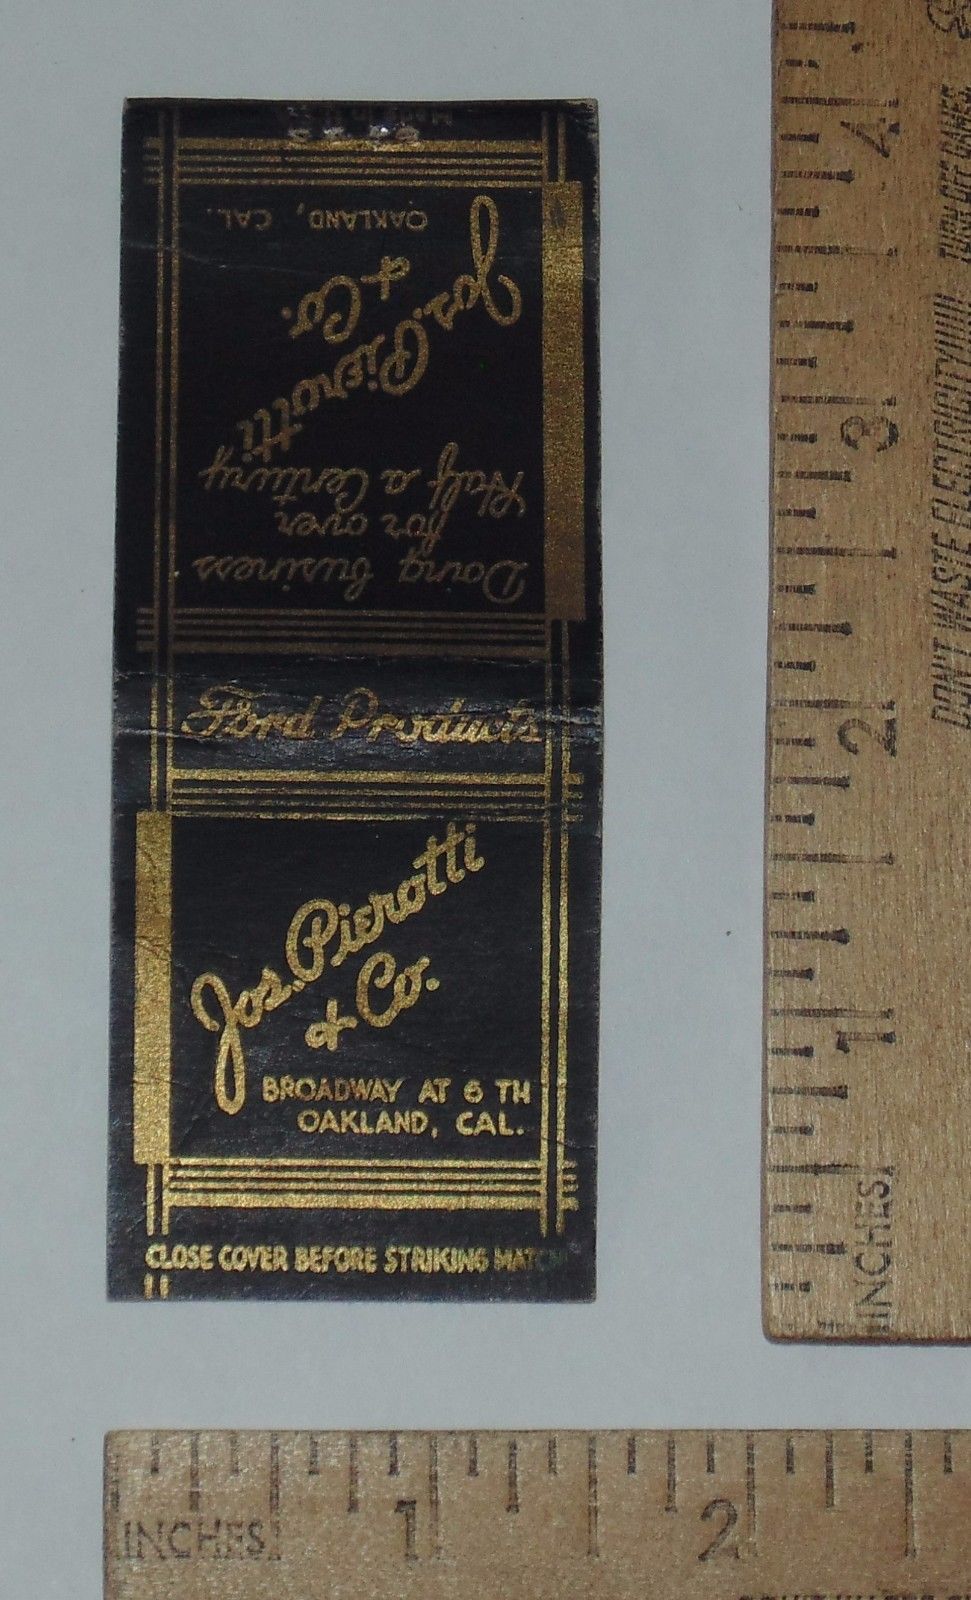 Made in U.S.A.
OAKLAND, CAL.
Jos. Pierotti
& Co.
Doing business
for over
Half a Century
Ford Products
Jos. Pierotti
& Co.
BROADWAY AT 6 TH
OAKLAND, CAL.
CLOSE COVER BEFORE STRIKING MATCH
4
3
2
1
INCHES
DON'T WASTE ELECTRICITY!!!!!!
INCHES
1
2